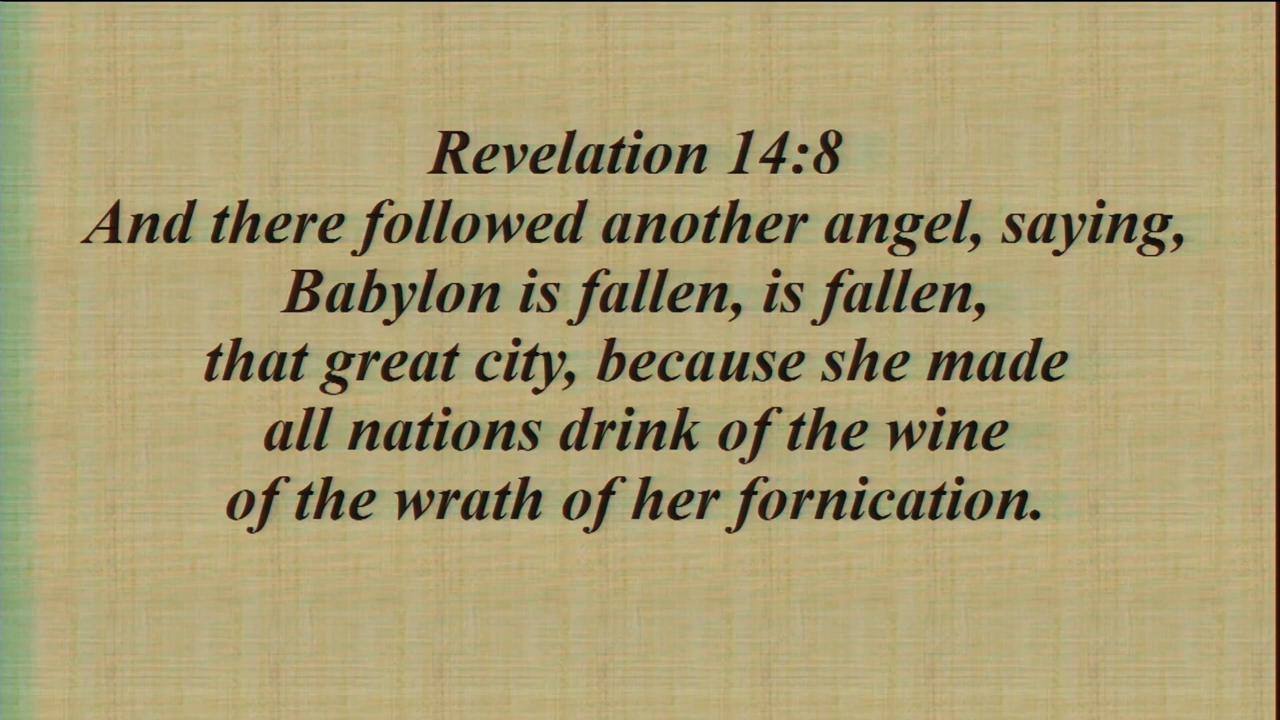 Revelation 14:8
And there followed another angel, saying,
Babylon is fallen, is fallen,
that great city, because she made
all nations drink of the wine
of the wrath of her fornication.